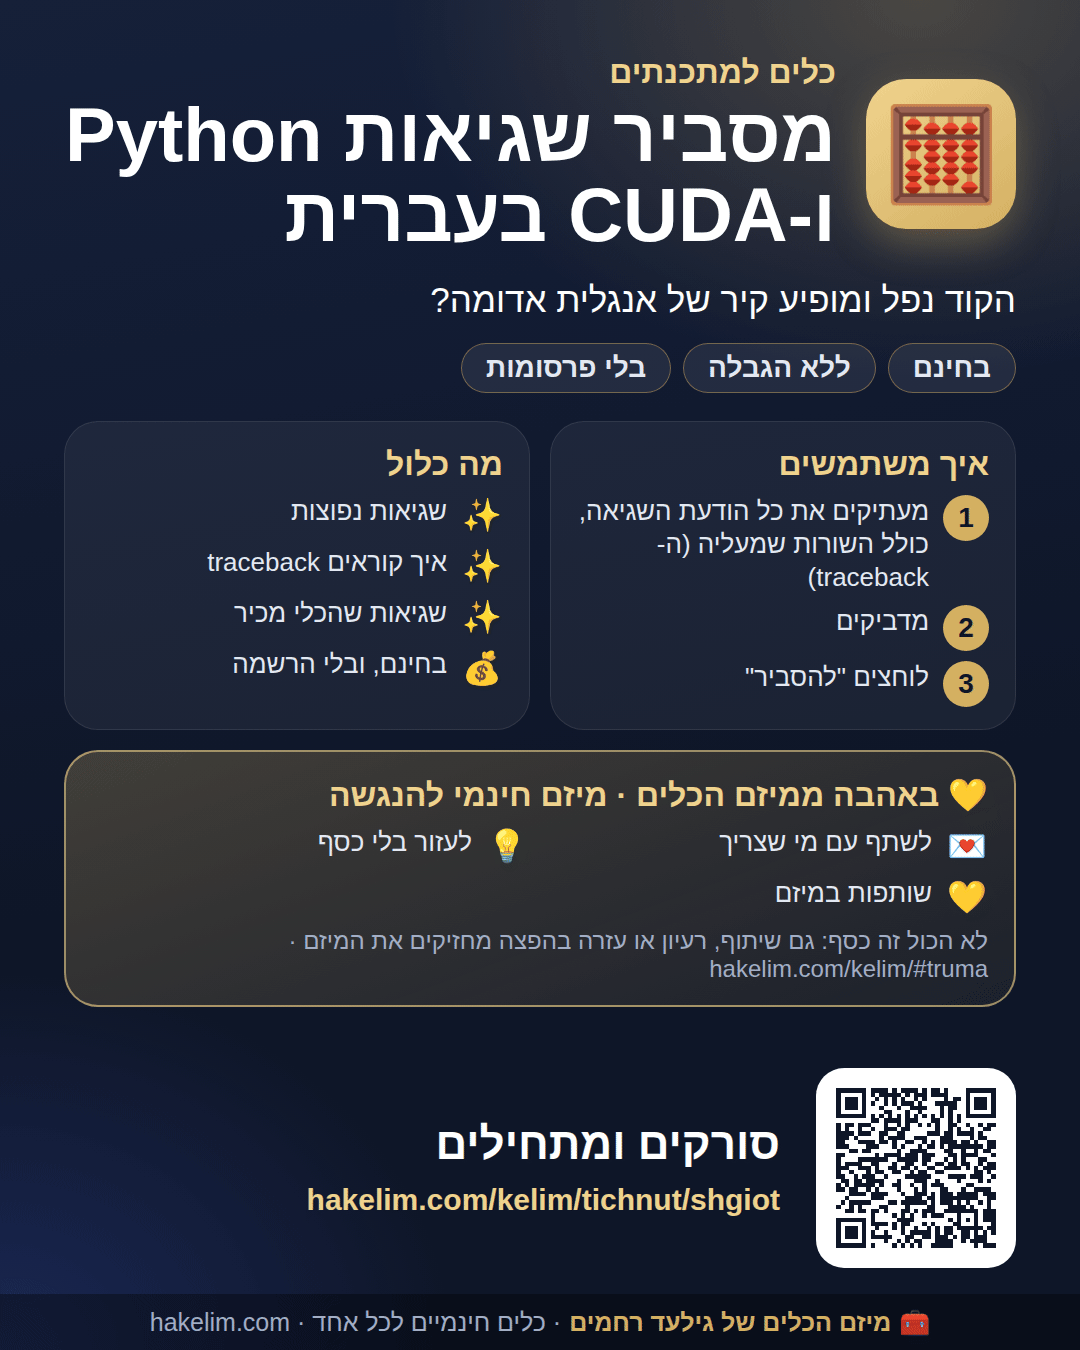 כלים למתכנתים
מסביר שגיאות Python
ו-CUDA בעברית
הקוד נפל ומופיע קיר של אנגלית אדומה?
בחינם
ללא הגבלה
בלי פרסומות
איך משתמשים
1 מעתיקים את כל הודעת השגיאה,
כולל השורות שמעליה (ה-
traceback)
2 מדביקים
3 לוחצים "להסביר"
מה כלול
שגיאות נפוצות
איך קוראים traceback
שגיאות שהכלי מכיר
בחינם, ובלי הרשמה
באהבה ממיזם הכלים · מיזם חינמי להנגשה
לשתף עם מי שצריך
לעזור בלי כסף
שותפות במיזם
לא הכול זה כסף: גם שיתוף, רעיון או עזרה בהפצה מחזיקים את המיזם ·
hakelim.com/kelim/#truma
סורקים ומתחילים
hakelim.com/kelim/tichnut/shgiot
מיזם הכלים של גילעד רחמים · כלים חינמיים לכל אחד · hakelim.com